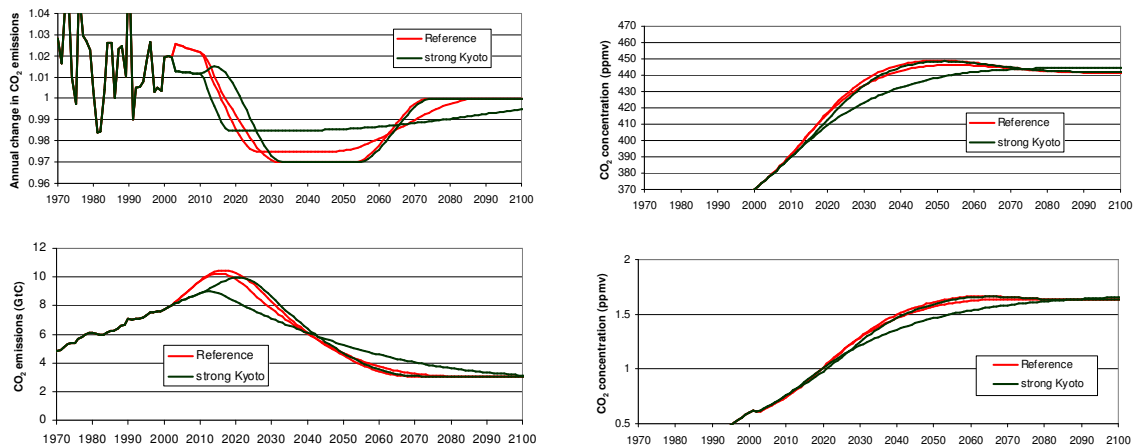 Annual change in CO2 emissions
1.04
1.03
1.02
1.01
1
0.99
0.98
0.97
0.96
1970 1980 1990 2000 2010 2020 2030 2040 2050 2060 2070 2080 2090 2100
Reference
strong Kyoto
CO2 concentration (ppmv)
470
460
450
440
430
420
410
400
390
380
370
1970 1980 1990 2000 2010 2020 2030 2040 2050 2060 2070 2080 2090 2100
Reference
strong Kyoto
CO2 emissions (GtC)
12
10
8
6
4
2
0
1970 1980 1990 2000 2010 2020 2030 2040 2050 2060 2070 2080 2090 2100
Reference
strong Kyoto
CO2 concentration (ppmv)
2
1.5
1
0.5
1970 1980 1990 2000 2010 2020 2030 2040 2050 2060 2070 2080 2090 2100
Reference
strong Kyoto